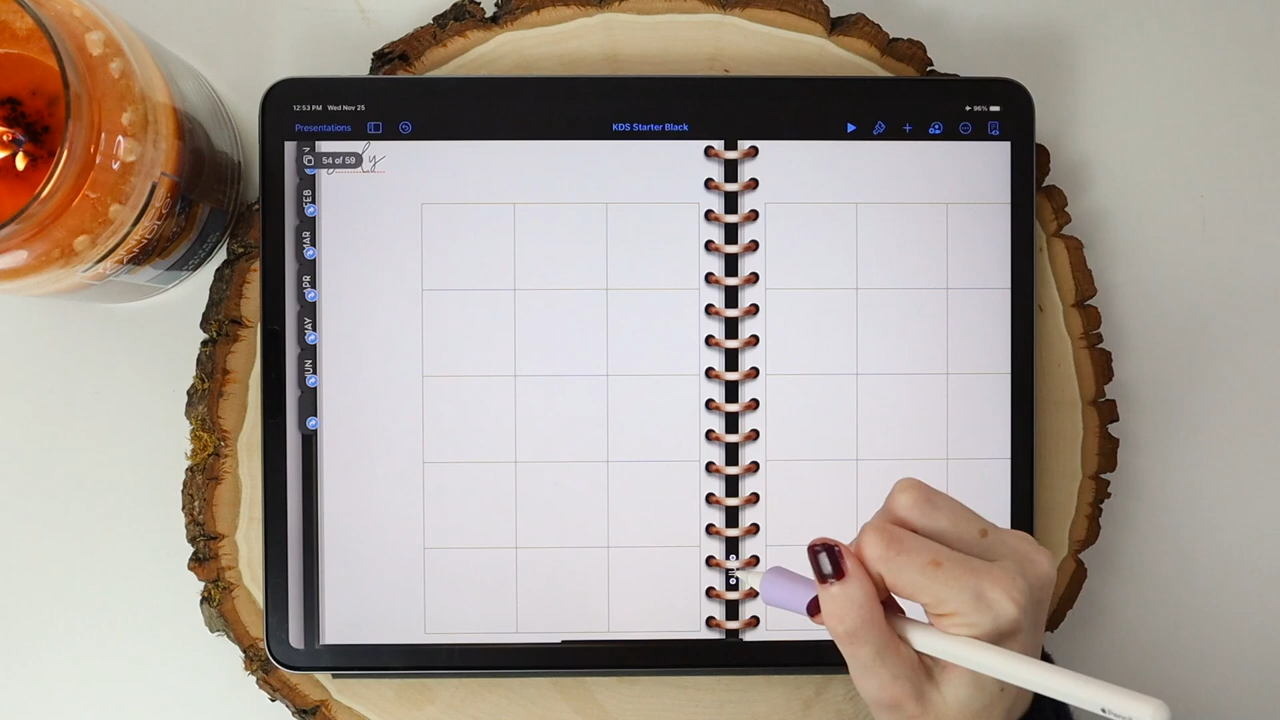 12:53 PM Wed Nov 25
96%
Presentations
KDS Starter Black
54 of 59
FEB
MAR
APR
MAY
JUN